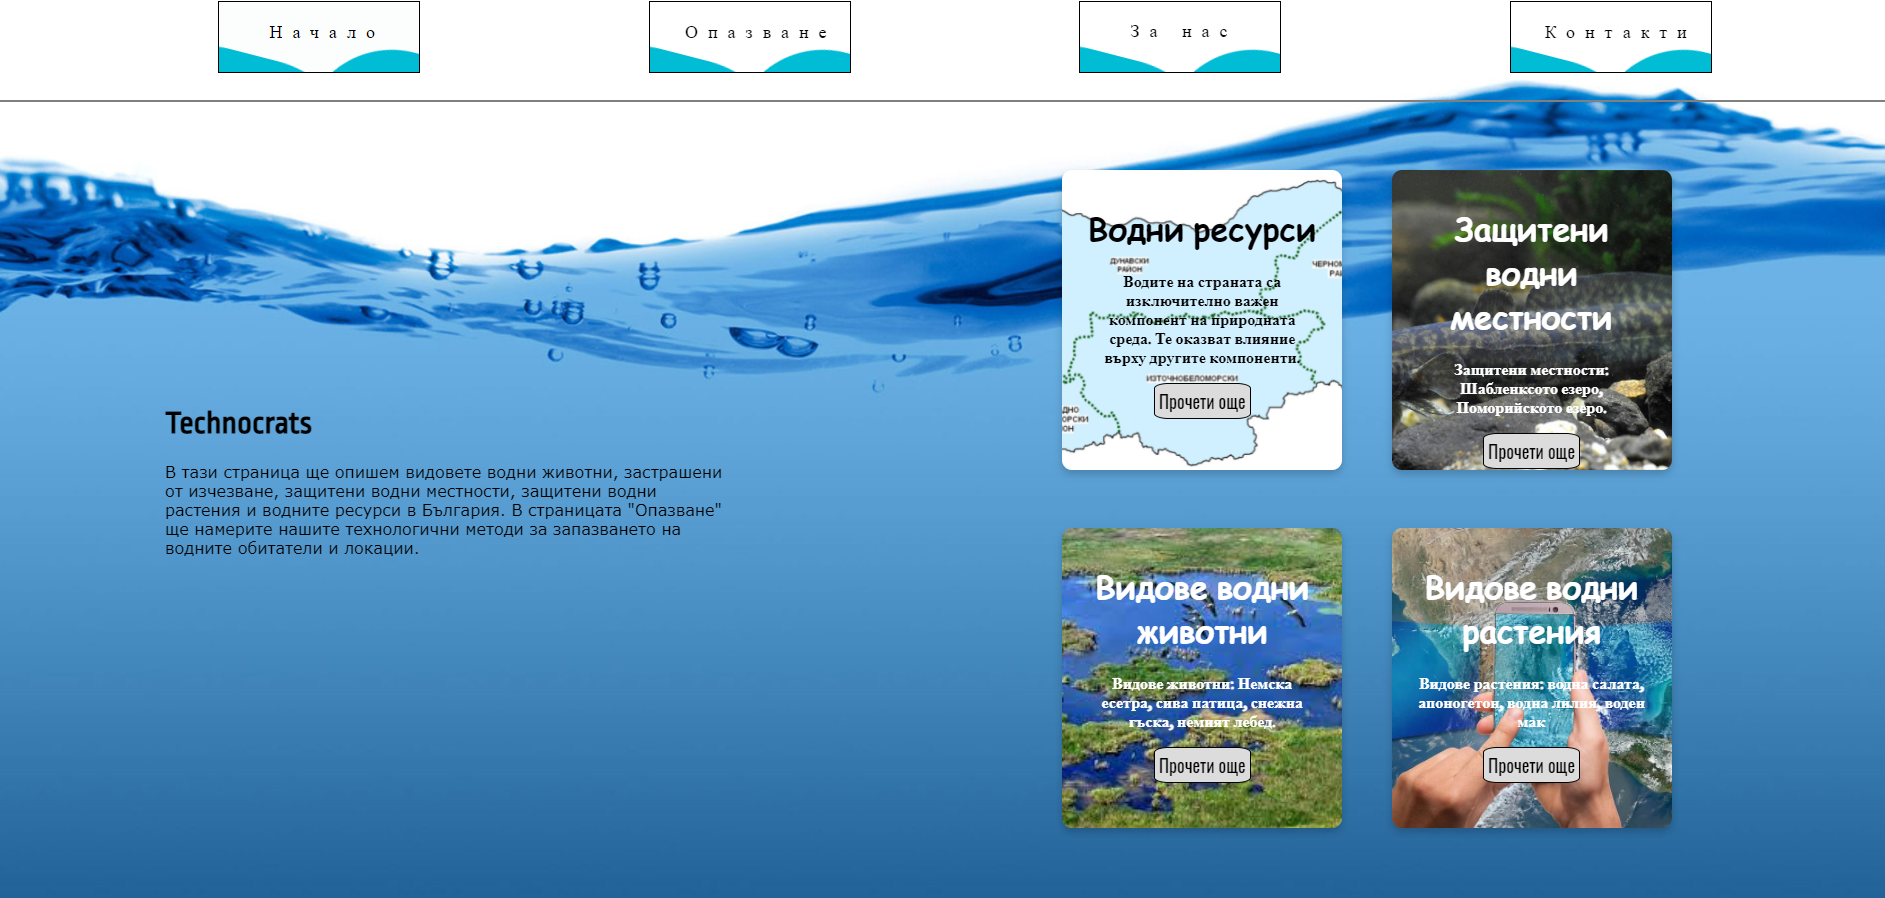 Начало
Опазване
За нас
Контакти
Technocrats
В тази страница ще опишем видовете водни животни, застрашени
от изчезване, защитени водни местности, защитени водни
растения и водните ресурси в България. В страницата "Опазване"
ще намерите нашите технологични методи за запазването на
водните обитатели и локации.
Водни ресурси
ДУНАВСКИ
РАЙОН
Водите на страната са
изключително важен
компонент на природната
среда. Те оказват влияние
върху другите компоненти.
ИЗТОЧНОБЕЛОМОРСКИ
Прочети още
Защитени
водни
местности
Защитени местности:
Шабленксото езеро,
Поморийското езеро.
Прочети още
Видове водни
животни
Видове животни: Немска
есетра, сива патица, снежна
гъска, немият лебед.
Прочети още
Видове водни
растения
Видове растения: водна салата,
апоногетон, водна лилия, воден
мак
Прочети още